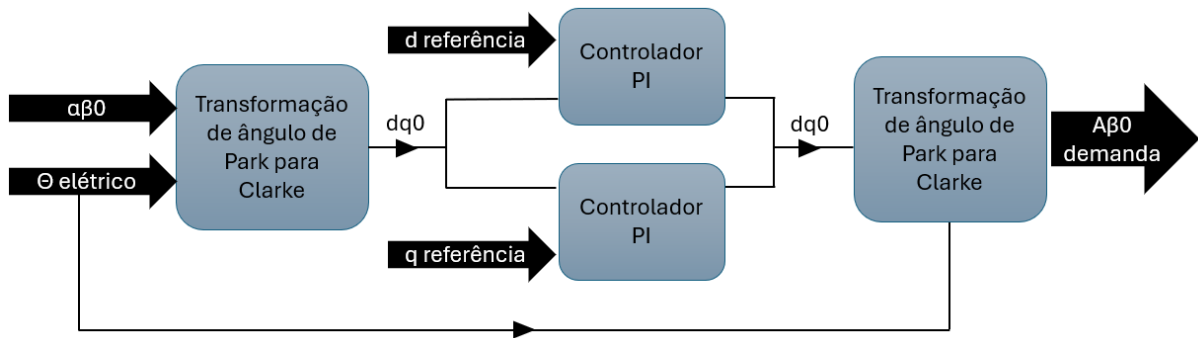 αβ0
Θ elétrico
Transformação
de ângulo de
Park para
Clarke
dq0
d referência
Controlador
PI
Controlador
PI
q referência
dq0
Transformação
de ângulo de
Park para
Clarke
Aβ0
demanda